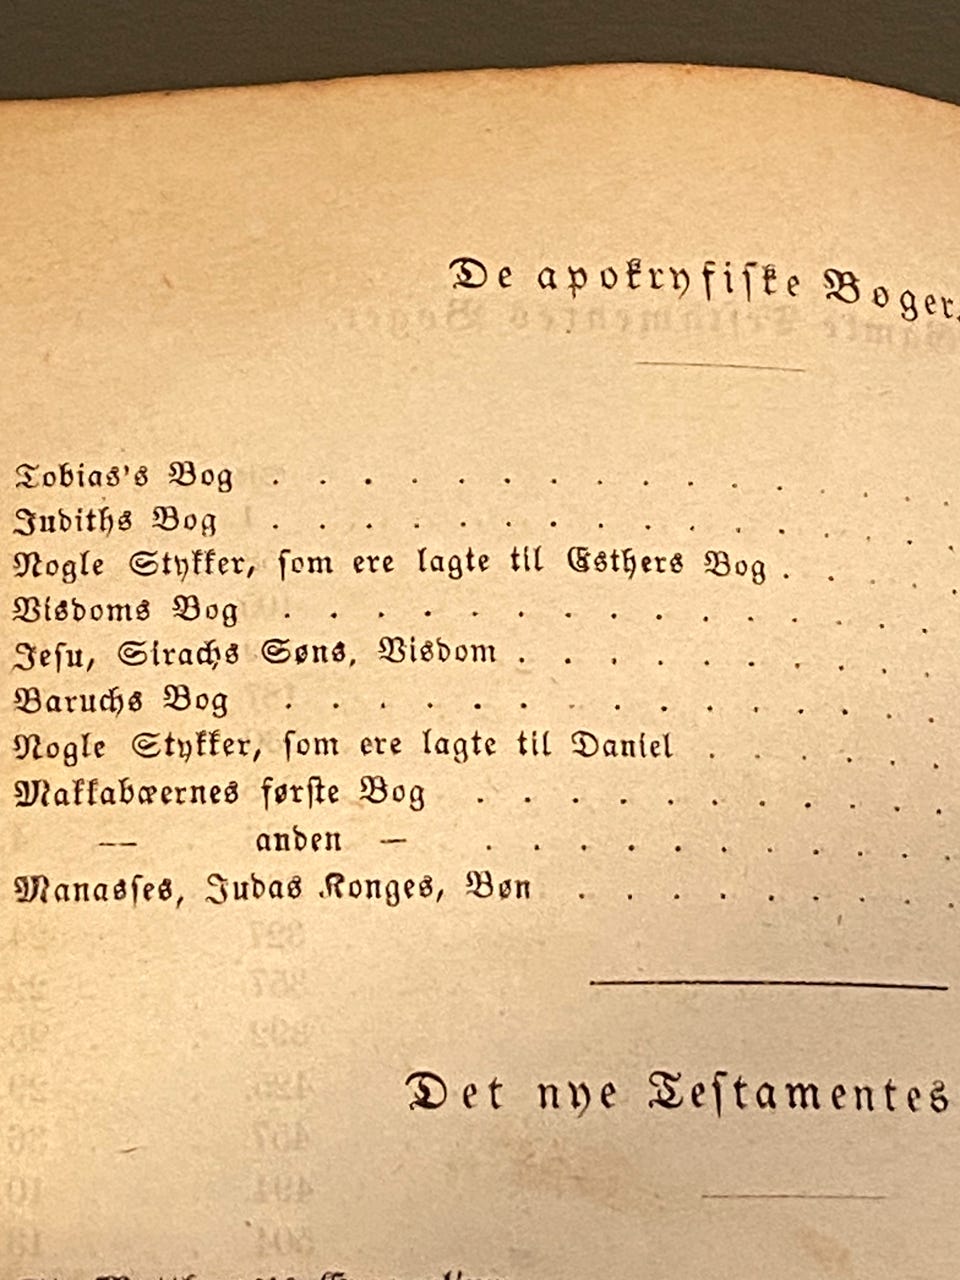 De apokryfiske Bøger.
Tobias's Bog
Judiths Bog
Nogle Stykker, som ere lagte til Esthers Bog
Visdoms Bog
Jesu, Sirachs Søns, Visdom
Baruchs Bog
Nogle Stykker, som ere lagte til Daniel
Makkabæernes første Bog
— anden —
Manasses, Judas Konges, Bøn
Det nye Testamentes